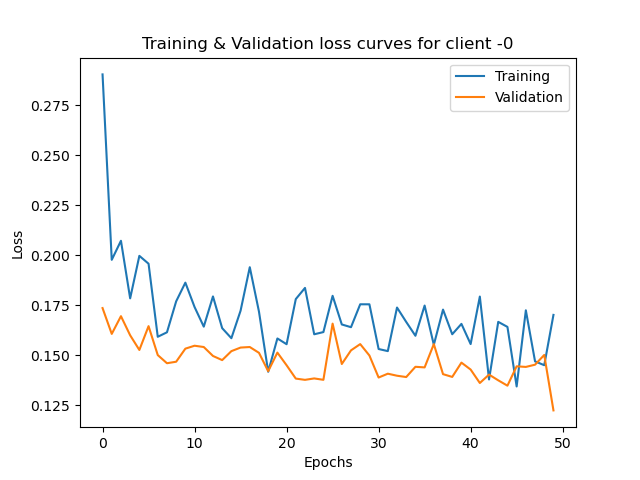 Training & Validation loss curves for client -0
Training
Validation
Loss
0.275
0.250
0.225
0.200
0.175
0.150
0.125
0 10 20 30 40 50
Epochs